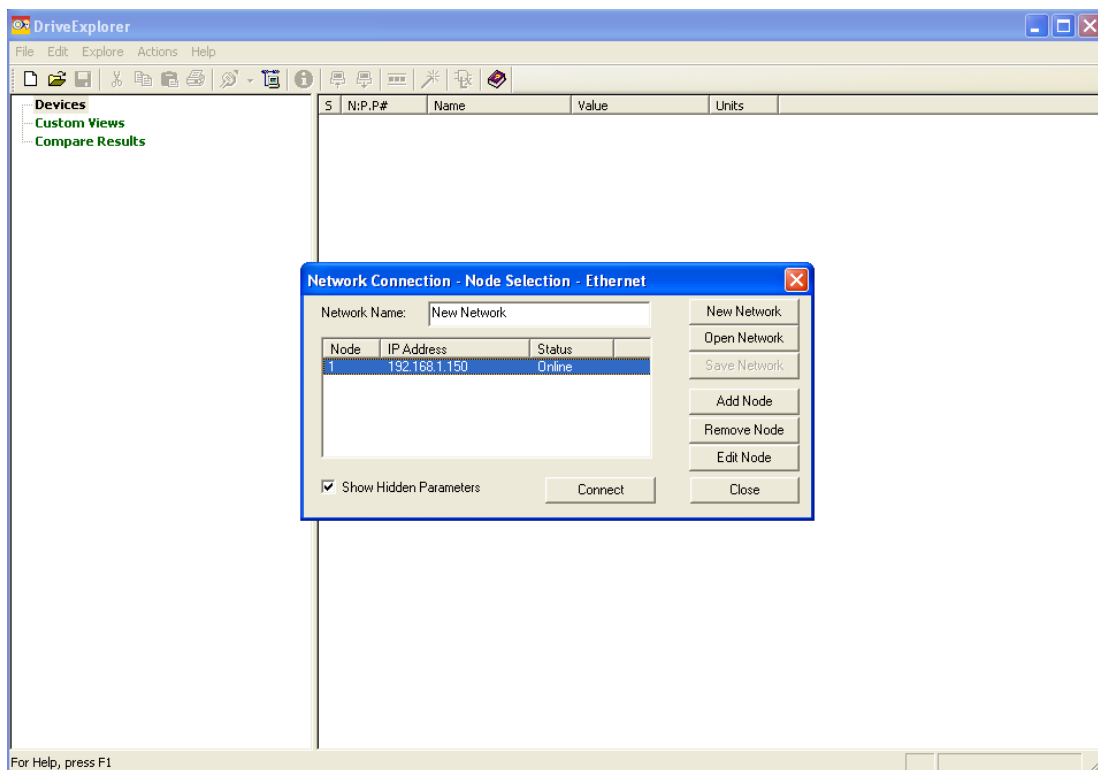 DriveExplorer
File Edit Explore Actions Help
Devices
Custom Views
Compare Results
S N:P.P# Name Value Units
Network Connection - Node Selection - Ethernet
Network Name: New Network
New Network
Open Network
Node IP Address Status
1 192.168.1.150 Online
Save Network
Add Node
Remove Node
Edit Node
Show Hidden Parameters
Connect
Close
For Help, press F1